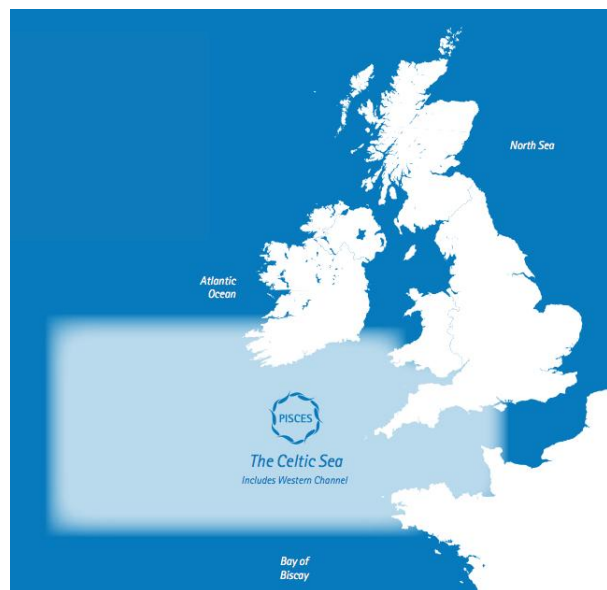 North Sea
Atlantic
Ocean
PISCES
The Celtic Sea
Includes Western Channel
Bay of
Biscay